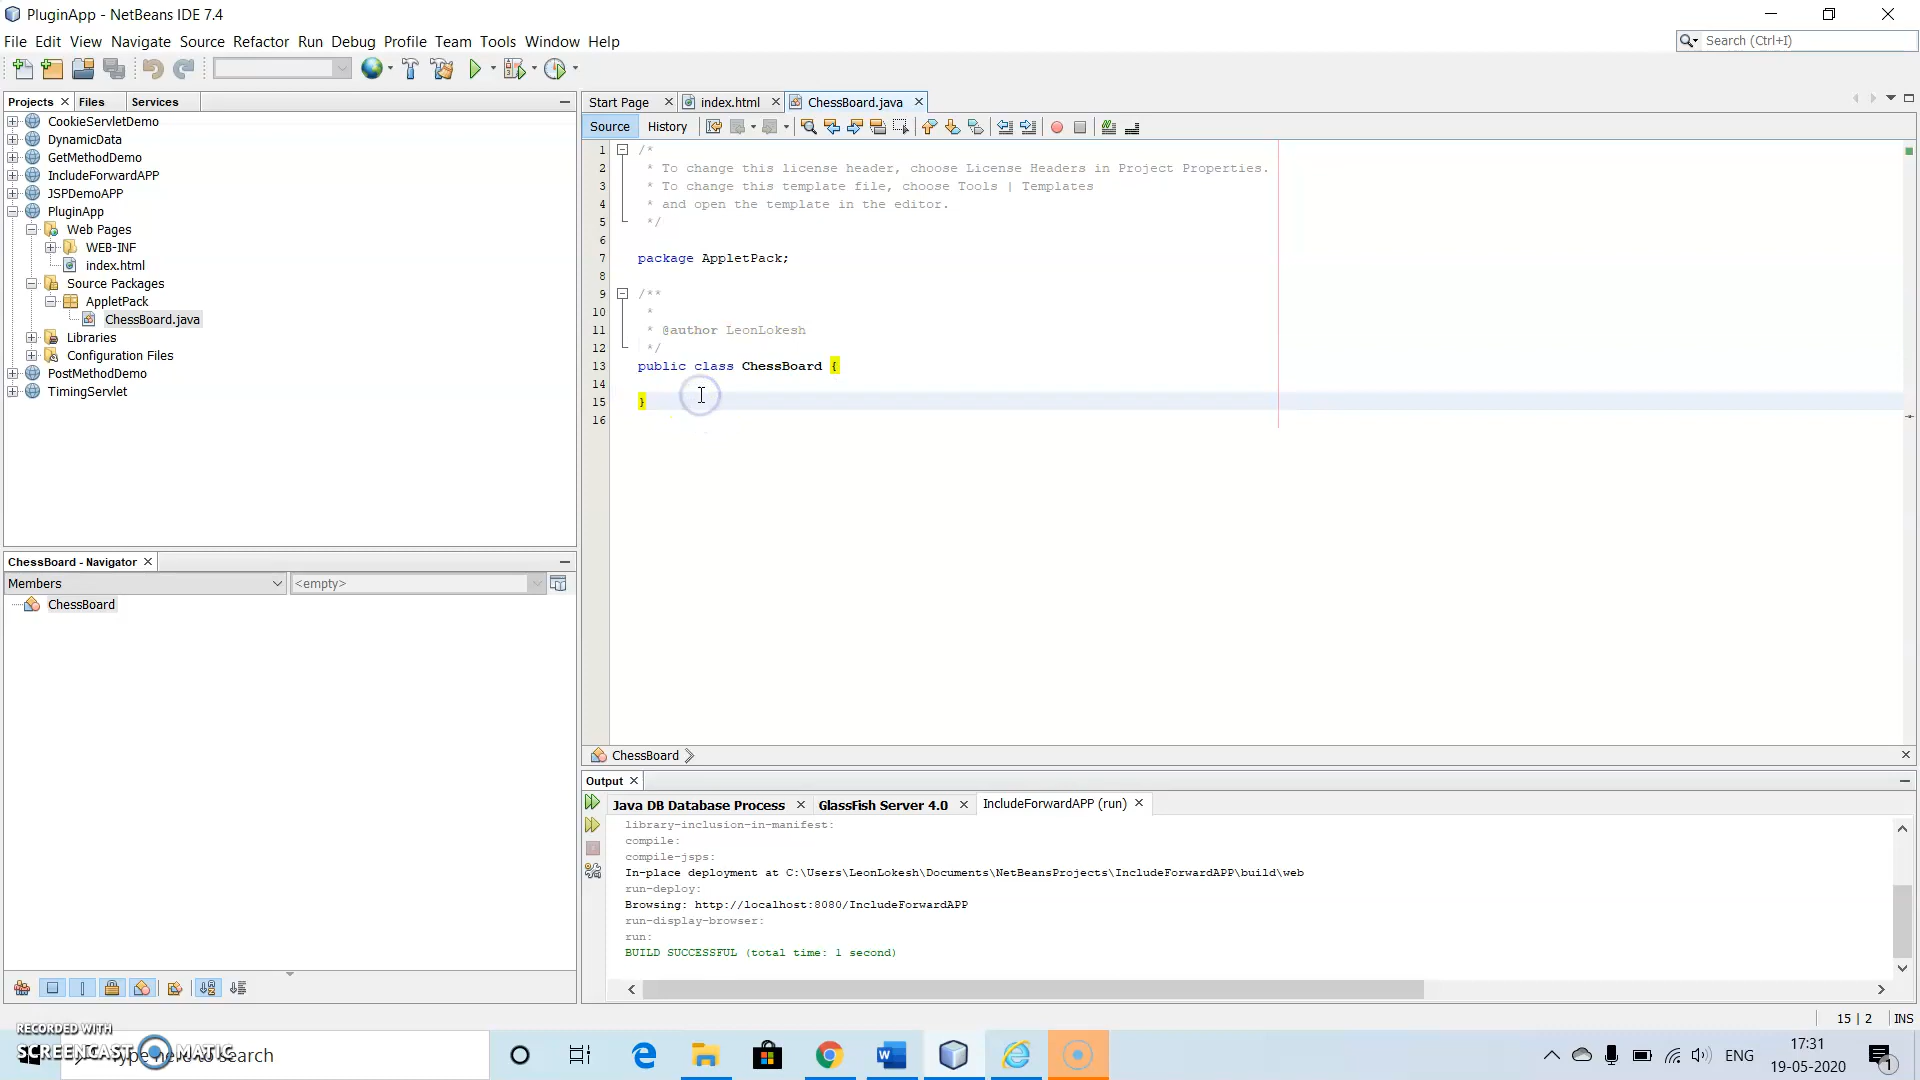 PluginApp - NetBeans IDE 7.4
File Edit View Navigate Source Refactor Run Debug Profile Team Tools Window Help
Search (Ctrl+I)
Projects Files Services
CookieServletDemo
DynamicData
GetMethodDemo
IncludeForwardAPP
JSPDemoAPP
PluginApp
Web Pages
WEB-INF
index.html
Source Packages
AppletPack
ChessBoard.java
Libraries
Configuration Files
PostMethodDemo
TimingServlet
ChessBoard - Navigator
Members <empty>
ChessBoard
Start Page index.html ChessBoard.java
Source History
1 /*
2 * To change this license header, choose License Headers in Project Properties.
3 * To change this template file, choose Tools | Templates
4 * and open the template in the editor.
5 */
6
7 package AppletPack;
8
9 /**
10 *
11 * @author LeonLokesh
12 */
13 public class ChessBoard {
14
15 }
16
ChessBoard
Output
Java DB Database Process GlassFish Server 4.0 IncludeForwardAPP (run)
library-inclusion-in-manifest:
compile:
compile-jsps:
In-place deployment at C:\Users\LeonLokesh\Documents\NetBeansProjects\IncludeForwardAPP\build\web
run-deploy:
Browsing: http://localhost:8080/IncludeForwardAPP
run-display-browser:
run:
BUILD SUCCESSFUL (total time: 1 second)
15 | 2 INS
RECORDED WITH
SCREENCAST MATIC
Type here to search
ENG
17:31
19-05-2020
1